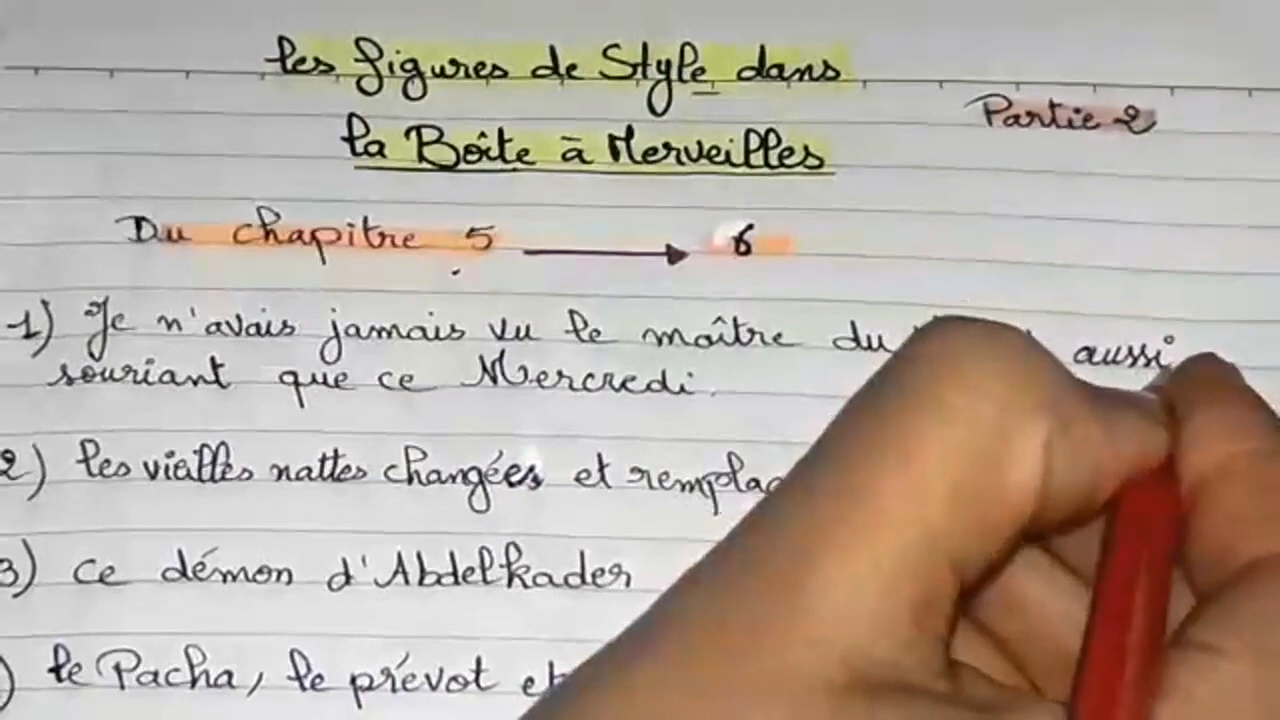 les figures de Style dans
la Boîte à Merveilles
Partie 2
Du chapitre 5 → 6
1) Je n'avais jamais vu le maître du aussi
souriant que ce Mercredi.
2) les vieilles nattes changées et
3) ce démon d'Abdelkader
) le Pacha, le prévot et